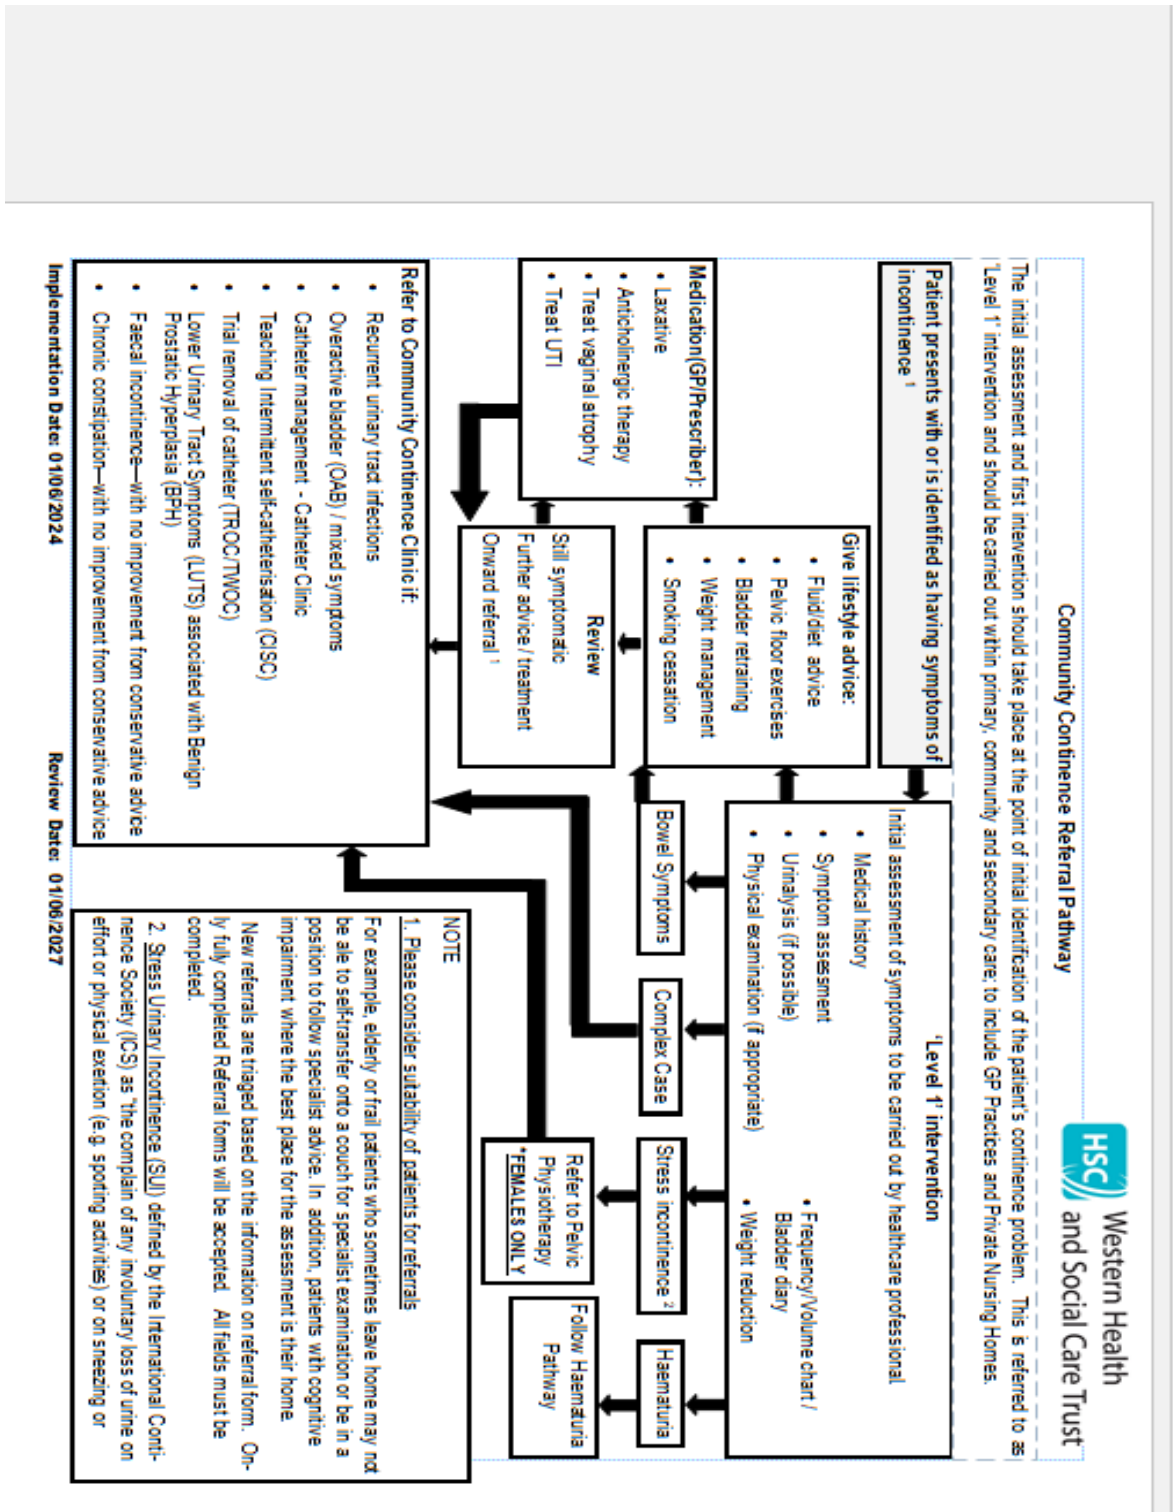 Western Health
and Social Care Trust
HSC
Community Continence Referral Pathway
The initial assessment and first intervention should take place at the point of initial identification of the patient's continence problem. This is referred to as
'Level 1' intervention and should be carried out within primary, community and secondary care; to include GP Practices and Private Nursing Homes.
Patient presents with or is identified as having symptoms of
incontinence ¹
'Level 1' intervention
Initial assessment of symptoms to be carried out by healthcare professional.
• Medical history
• Symptom assessment
• Urinalysis (if possible)
• Physical examination (if appropriate)
• Frequency/Volume chart /
Bladder diary
• Weight reduction
Give lifestyle advice:
• Fluid/diet advice
• Pelvic floor exercises
• Bladder retraining
• Weight management
• Smoking cessation
Medication(GP/Prescriber):
• Laxative
• Anticholinergic therapy
• Treat vaginal atrophy
• Treat UTI
Bowel Symptoms
Complex Case
Stress incontinence ²
Haematuria
Review
Still symptomatic
Further advice / treatment
Onward referral ¹
Refer to Pelvic
Physiotherapy
*FEMALES ONLY
Follow Haematuria
Pathway
Refer to Community Continence Clinic if:
• Recurrent urinary tract infections
• Overactive bladder (OAB) / mixed symptoms
• Catheter management - Catheter Clinic
• Teaching Intermittent self-catheterisation (CISC)
• Trial removal of catheter (TROC/TWOC)
• Lower Urinary Tract Symptoms (LUTS) associated with Benign
Prostatic Hyperplasia (BPH)
• Faecal incontinence—with no improvement from conservative advice
• Chronic constipation—with no improvement from conservative advice
NOTE
1. Please consider suitability of patients for referrals
For example, elderly or frail patients who sometimes leave home may not
be able to self-transfer onto a couch for specialist examination or be in a
position to follow specialist advice. In addition, patients with cognitive
impairment where the best place for the assessment is their home.
New referrals are triaged based on the information on referral form. On-
ly fully completed Referral forms will be accepted. All fields must be
completed.
2. Stress Urinary Incontinence (SUI) defined by the International Conti-
nence Society (ICS) as "the complain of any involuntary loss of urine on
effort or physical exertion (e.g. sporting activities) or on sneezing or
Implementation Date: 01/06/2024
Review Date: 01/06/2027